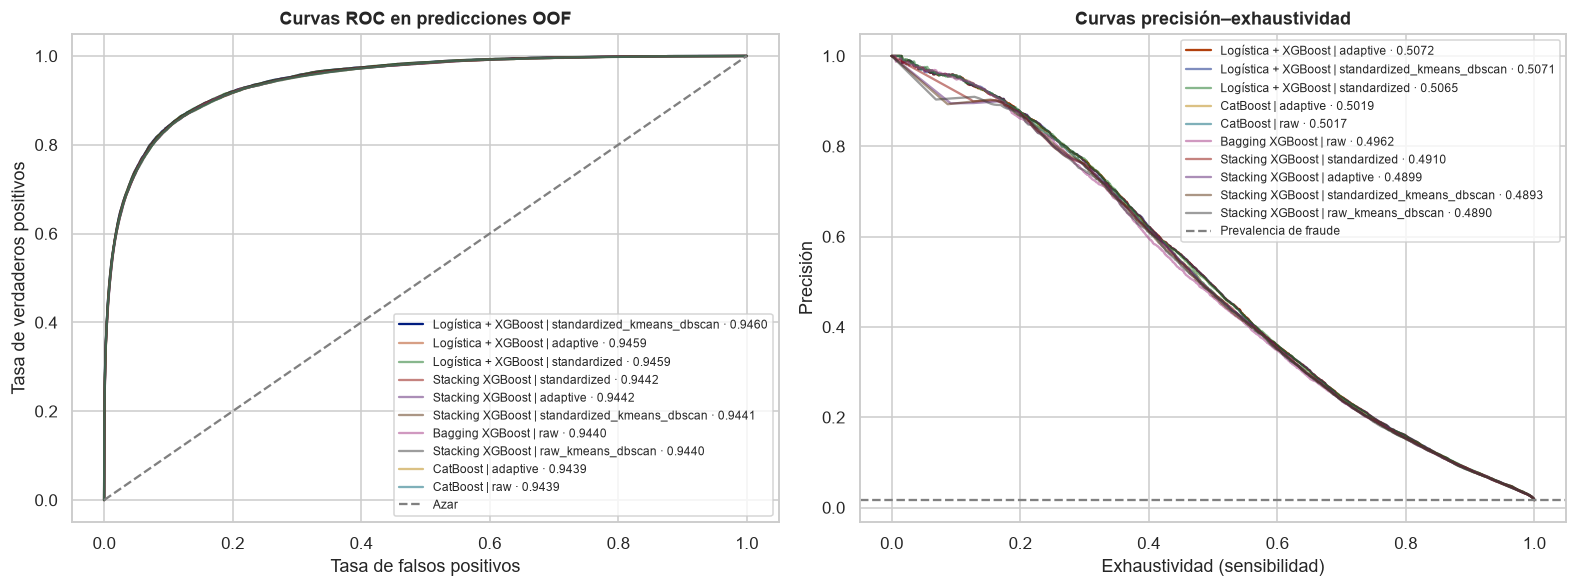 Curvas ROC en predicciones OOF
1.0
0.8
0.6
0.4
0.2
0.0
Tasa de verdaderos positivos
Logística + XGBoost | standardized_kmeans_dbscan · 0.9460
Logística + XGBoost | adaptive · 0.9459
Logística + XGBoost | standardized · 0.9459
Stacking XGBoost | standardized · 0.9442
Stacking XGBoost | adaptive · 0.9442
Stacking XGBoost | standardized_kmeans_dbscan · 0.9441
Bagging XGBoost | raw · 0.9440
Stacking XGBoost | raw_kmeans_dbscan · 0.9440
CatBoost | adaptive · 0.9439
CatBoost | raw · 0.9439
Azar
0.0 0.2 0.4 0.6 0.8 1.0
Tasa de falsos positivos
Curvas precisión–exhaustividad
1.0
0.8
0.6
0.4
0.2
0.0
Precisión
Logística + XGBoost | adaptive · 0.5072
Logística + XGBoost | standardized_kmeans_dbscan · 0.5071
Logística + XGBoost | standardized · 0.5065
CatBoost | adaptive · 0.5019
CatBoost | raw · 0.5017
Bagging XGBoost | raw · 0.4962
Stacking XGBoost | standardized · 0.4910
Stacking XGBoost | adaptive · 0.4899
Stacking XGBoost | standardized_kmeans_dbscan · 0.4893
Stacking XGBoost | raw_kmeans_dbscan · 0.4890
Prevalencia de fraude
0.0 0.2 0.4 0.6 0.8 1.0
Exhaustividad (sensibilidad)